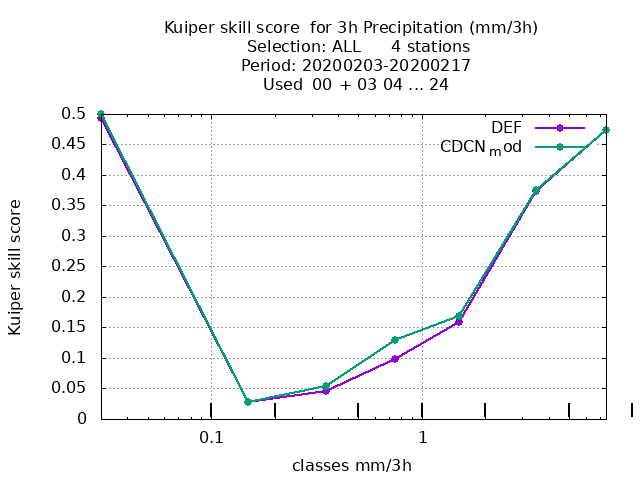 Kuiper skill score  for 3h Precipitation (mm/3h)
Selection: ALL      4 stations
Period: 20200203-20200217
Used  00 + 03 04 ... 24
DEF
CDCNmod
0.5
0.45
0.4
0.35
0.3
0.25
0.2
0.15
0.1
0.05
0
Kuiper skill score
0.1
1
classes mm/3h